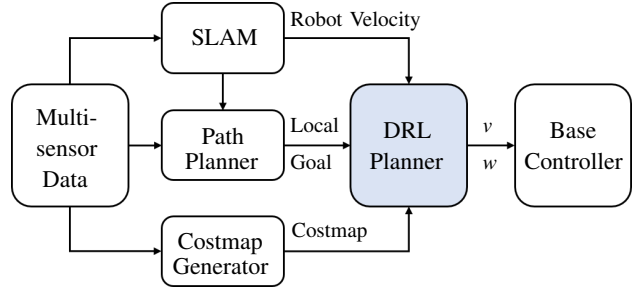 SLAM
Robot Velocity
Multi-
sensor
Data
Path
Planner
Local
Goal
DRL
Planner
v
w
Base
Controller
Costmap
Generator
Costmap